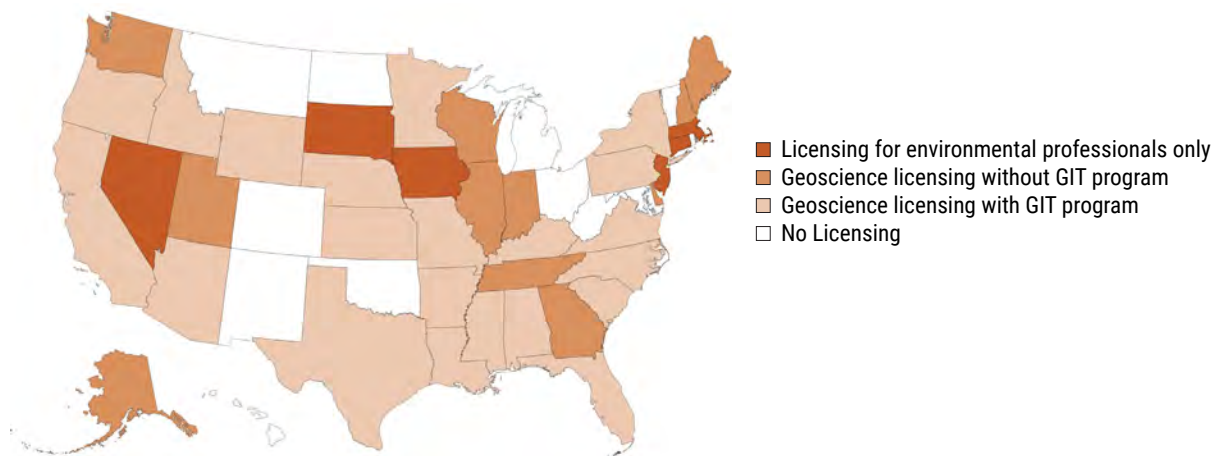 Licensing for environmental professionals only
Geoscience licensing without GIT program
Geoscience licensing with GIT program
No Licensing